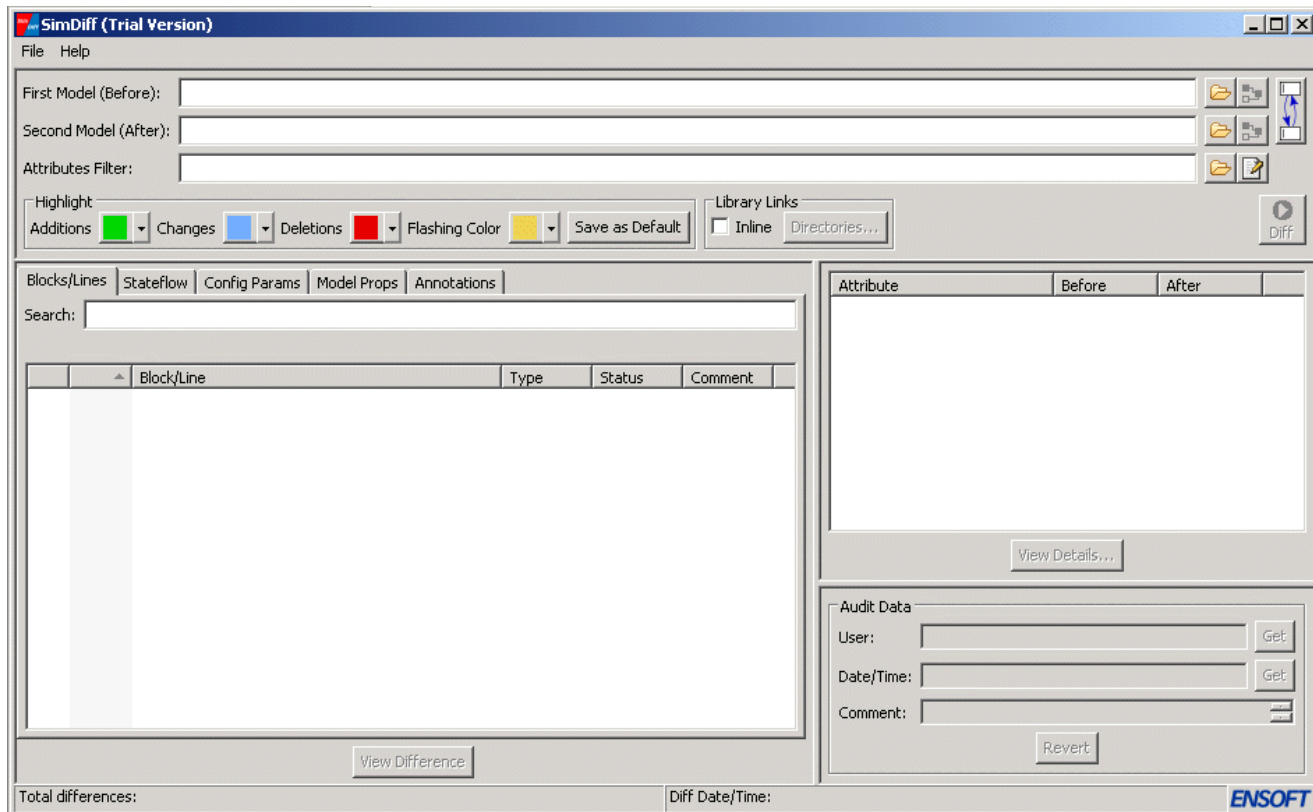 SimDiff (Trial Version)
File Help
First Model (Before):
Second Model (After):
Attributes Filter:
Highlight
Additions Changes Deletions Flashing Color Save as Default
Library Links
Inline Directories...
Diff
Blocks/Lines Stateflow Config Params Model Props Annotations
Search:
Block/Line Type Status Comment
View Difference
Attribute Before After
View Details...
Audit Data
User: Get
Date/Time: Get
Comment:
Revert
Total differences: Diff Date/Time: ENSOFT